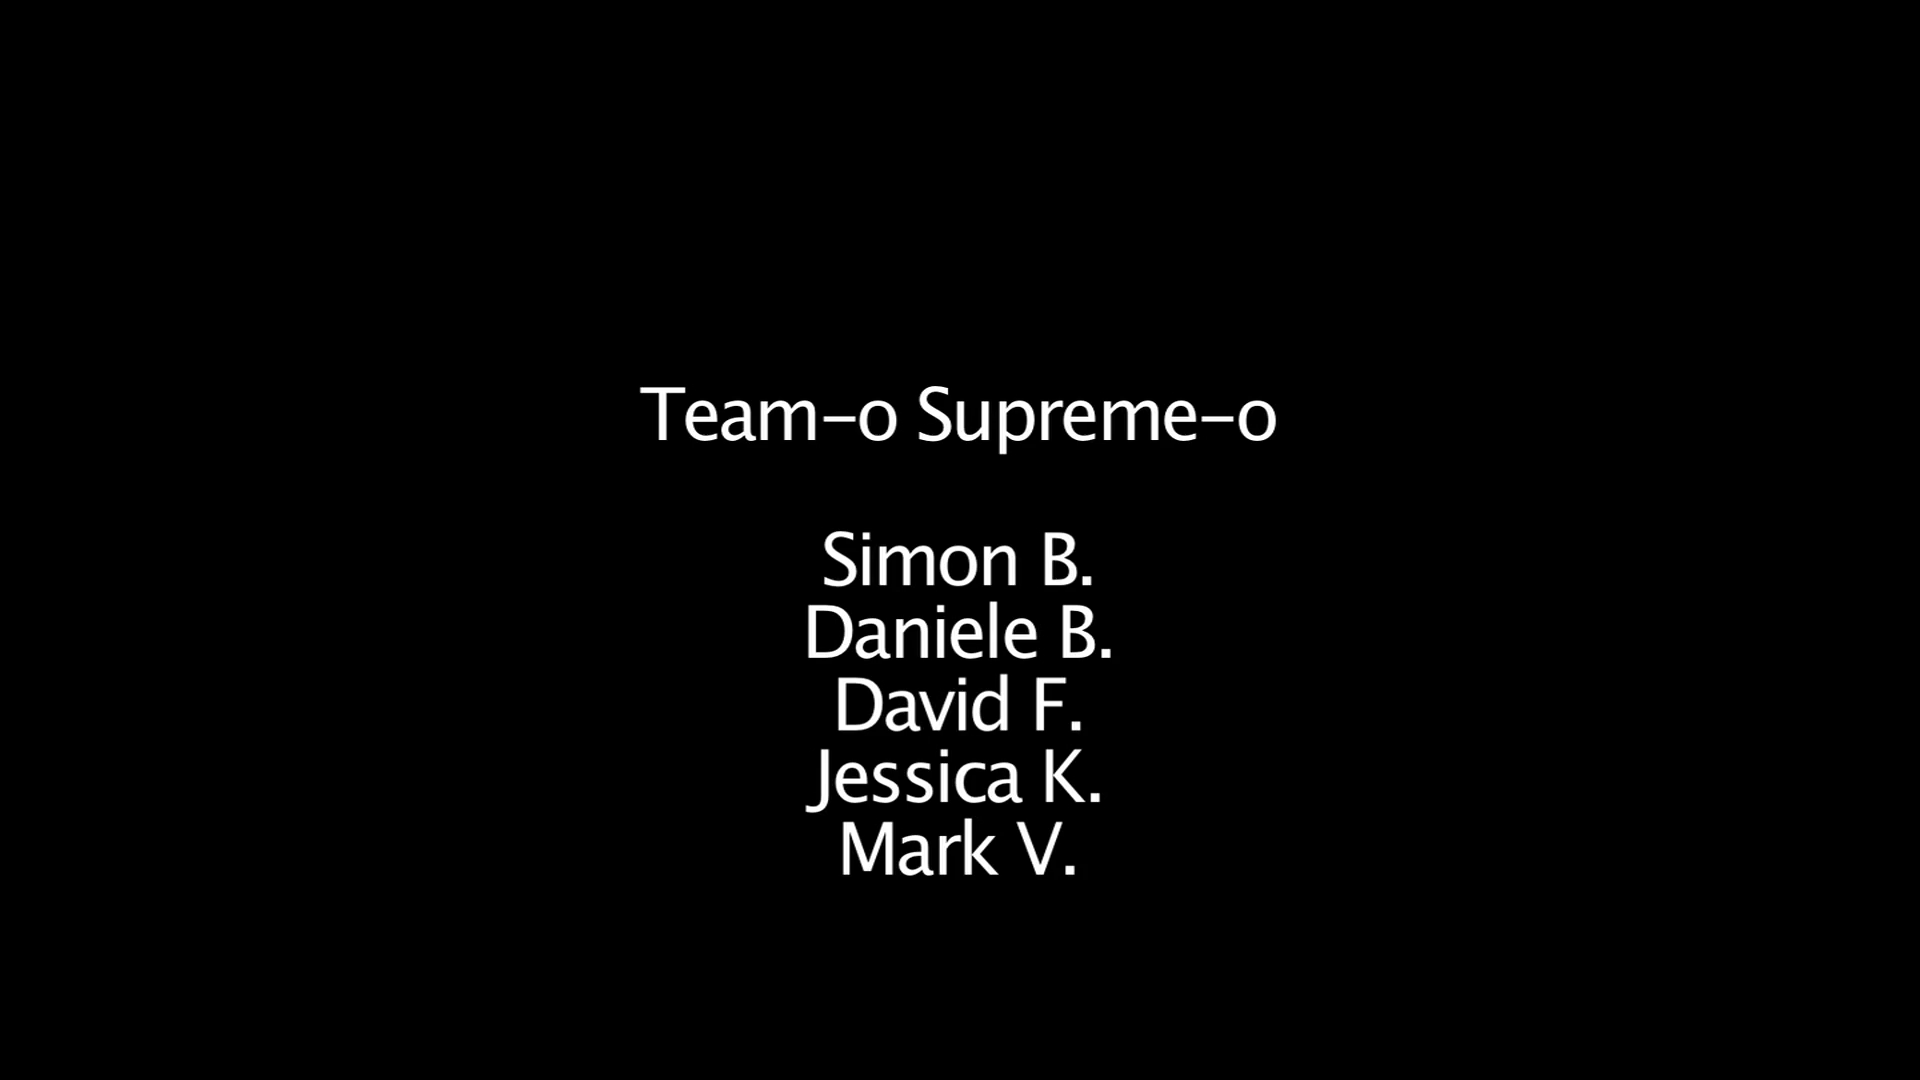 Team-o Supreme-o
Simon B.
Daniele B.
David F.
Jessica K.
Mark V.